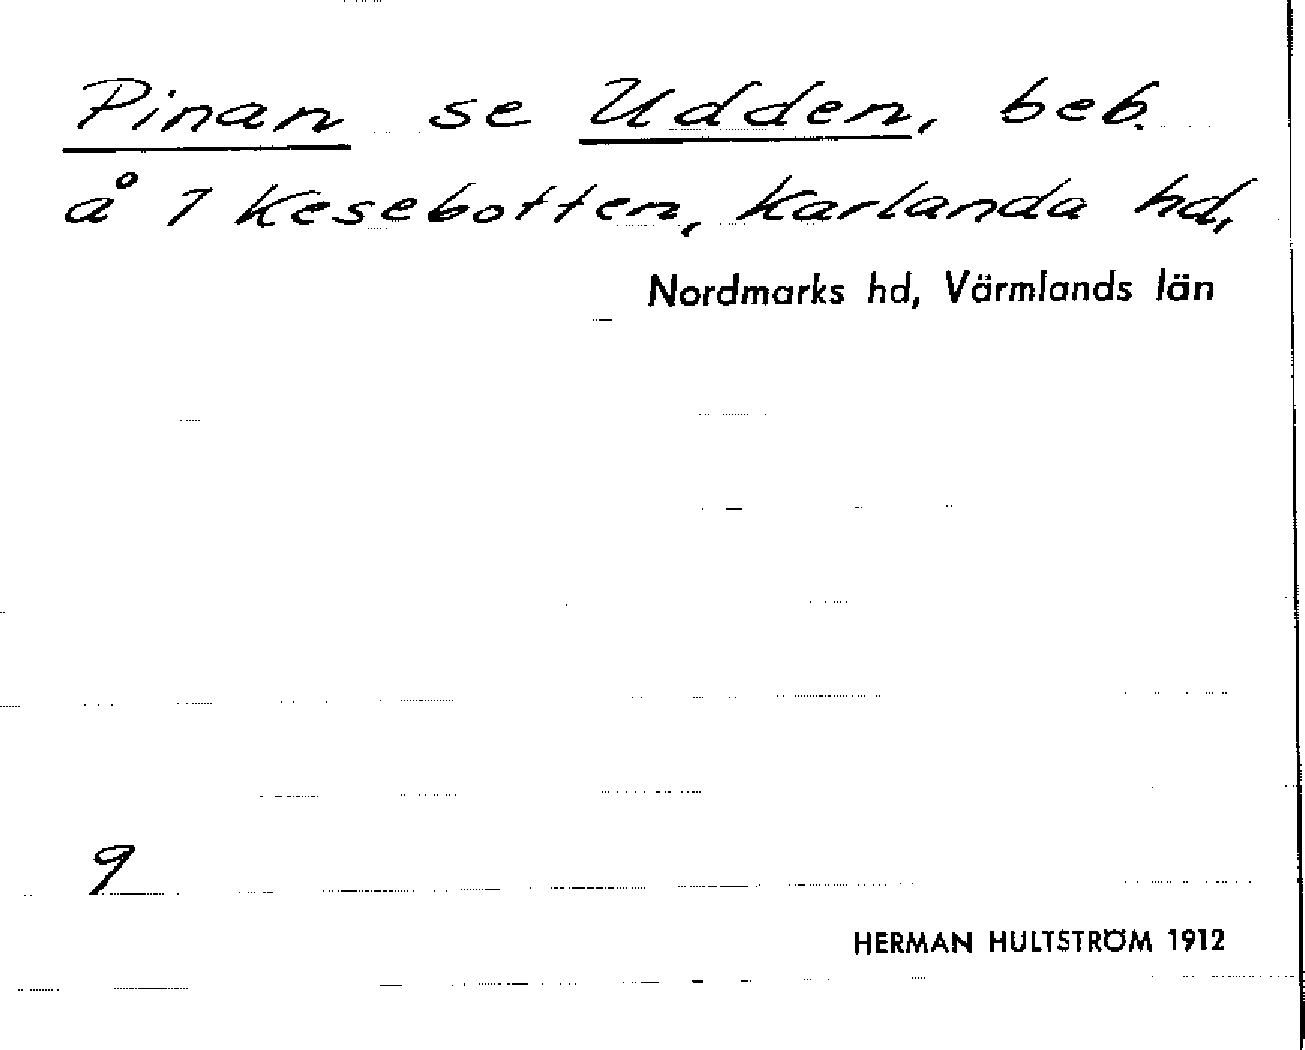 Pinan se Udden, beb.
å 1 Kesebotten, Karlanda hd,
Nordmarks hd, Värmlands län
9
HERMAN HULTSTRÖM 1912